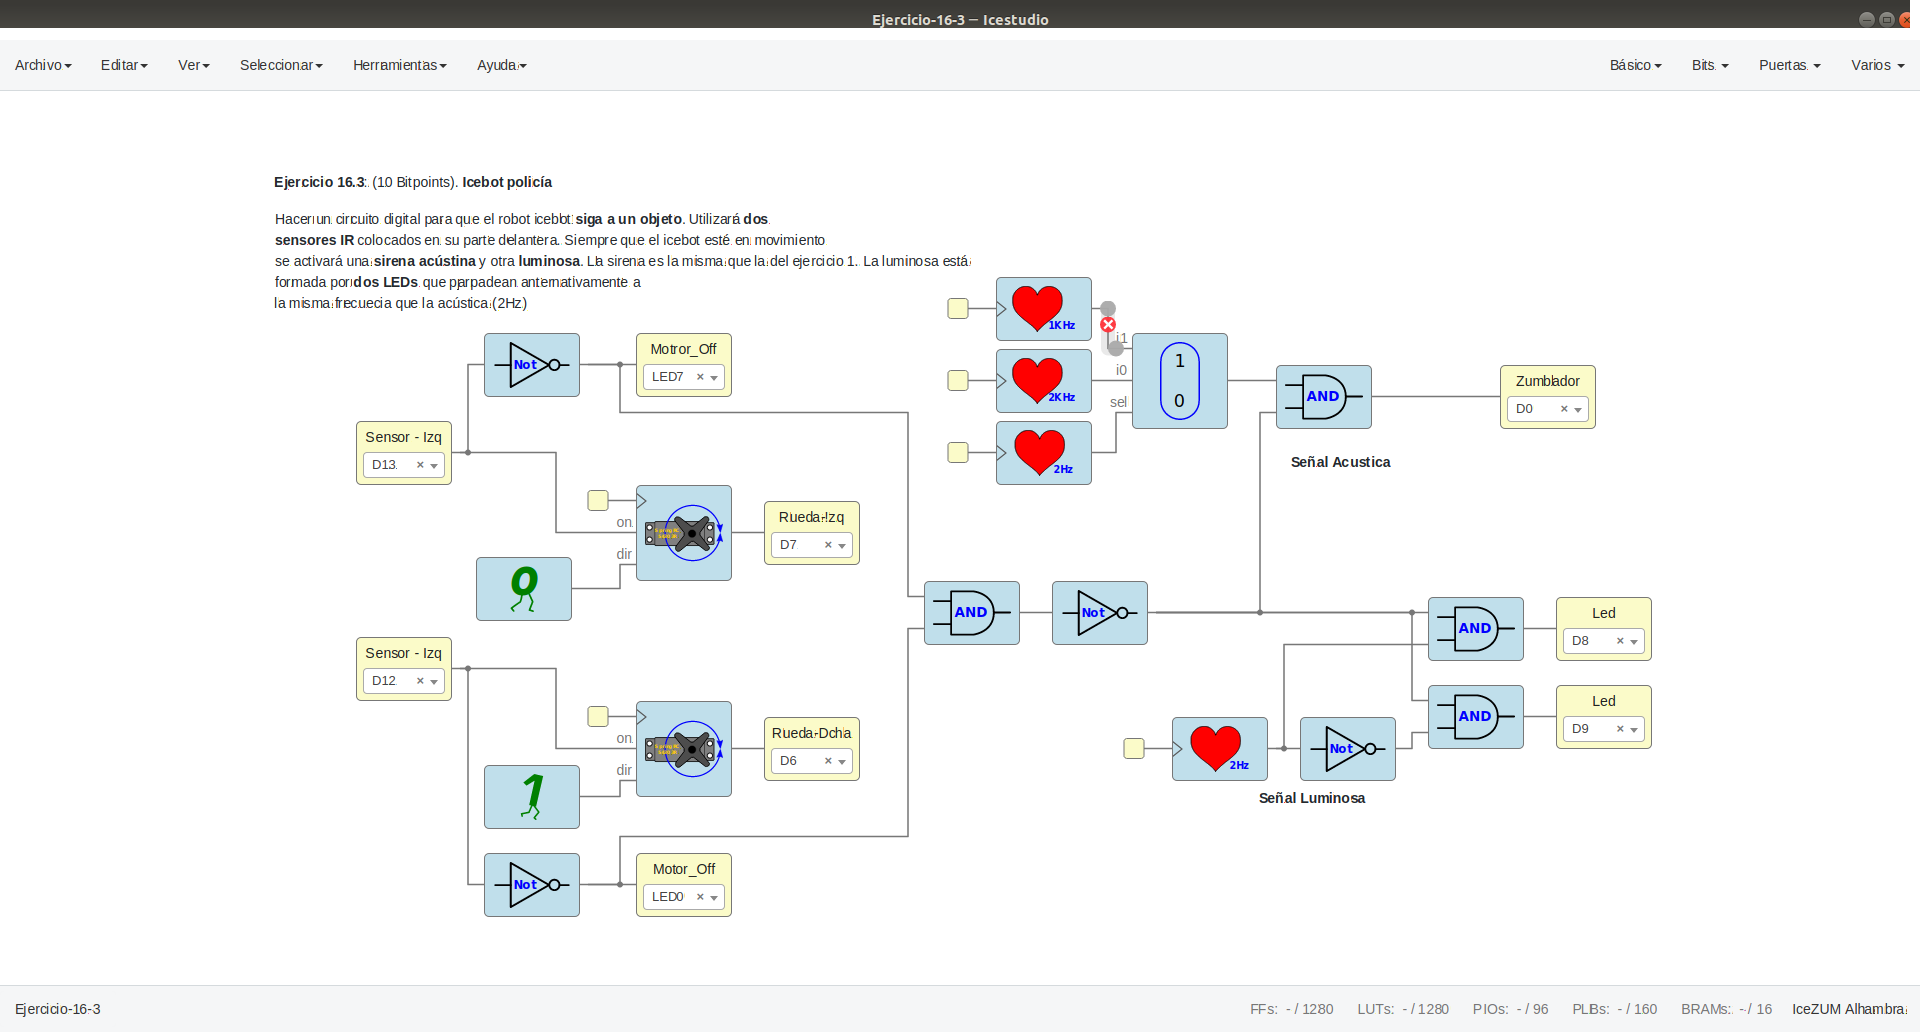 Ejercicio-16-3 — Icestudio
Archivo Editar Ver Seleccionar Herramientas Ayuda Básico Bits Puertas Varios
Ejercicio 16.3: (10 Bitpoints). Icebot policía
Hacer un circuito digital para que el robot icebot siga a un objeto. Utilizará dos
sensores IR colocados en su parte delantera. Siempre que el icebot esté en movimiento
se activará una sirena acústina y otra luminosa. LLa sirena es la misma que la del ejercicio 1. La luminosa está
formada por dos LEDs que parpadean anternativamente a
la misma frecuecia que la acústica (2Hz)
1KHz
i1
i0
sel
2KHz
2Hz
1
0
AND
Zumbador
D0
Señal Acustica
Not
Motror_Off
LED7
Sensor - Izq
D13
on
dir
Rueda-Izq
D7
0
AND
Not
AND
Led
D8
Sensor - Izq
D12
on
dir
Rueda-Dcha
D6
1
2Hz
Not
AND
Led
D9
Señal Luminosa
Not
Motor_Off
LED0
Ejercicio-16-3 FFs: - / 1280 LUTs: - / 1280 PIOs: - / 96 PLBs: - / 160 BRAMs: - / 16 IceZUM Alhambra